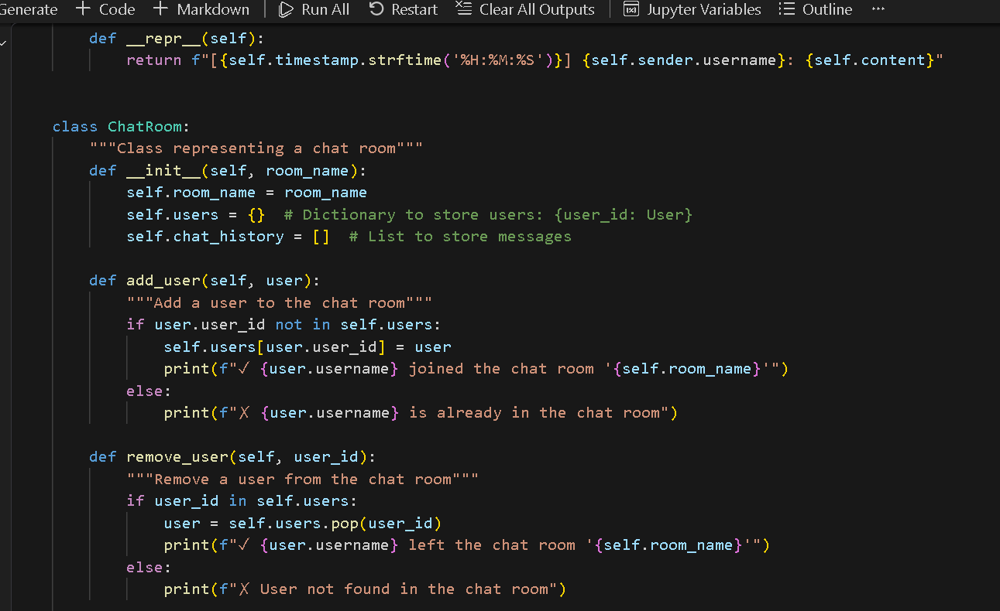 Generate + Code + Markdown Run All Restart Clear All Outputs Jupyter Variables Outline ...
    def __repr__(self):
        return f"[{self.timestamp.strftime('%H:%M:%S')}] {self.sender.username}: {self.content}"
class ChatRoom:
    """Class representing a chat room"""
    def __init__(self, room_name):
        self.room_name = room_name
        self.users = {}  # Dictionary to store users: {user_id: User}
        self.chat_history = []  # List to store messages
    def add_user(self, user):
        """Add a user to the chat room"""
        if user.user_id not in self.users:
            self.users[user.user_id] = user
            print(f"✓ {user.username} joined the chat room '{self.room_name}'")
        else:
            print(f"✗ {user.username} is already in the chat room")
    def remove_user(self, user_id):
        """Remove a user from the chat room"""
        if user_id in self.users:
            user = self.users.pop(user_id)
            print(f"✓ {user.username} left the chat room '{self.room_name}'")
        else:
            print(f"✗ User not found in the chat room")